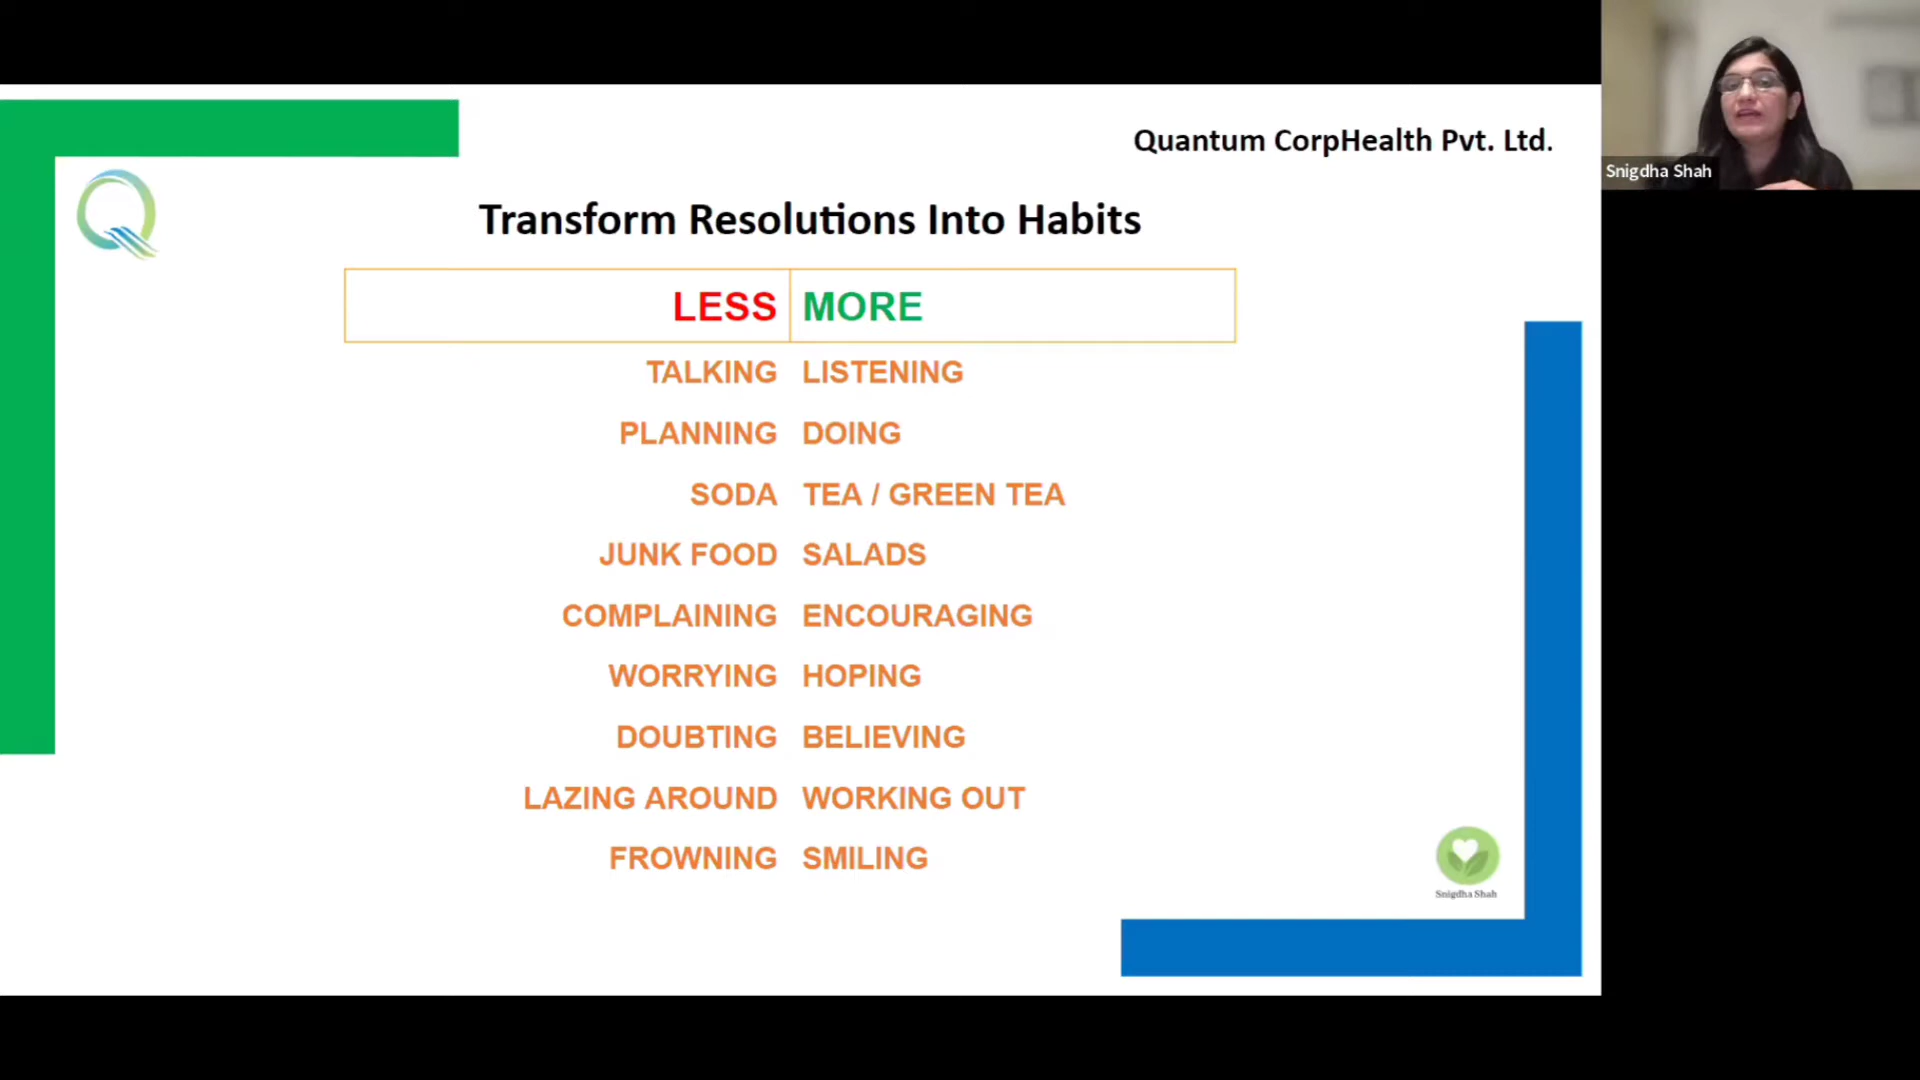 Quantum CorpHealth Pvt. Ltd.
Snigdha Shah
Transform Resolutions Into Habits
LESS MORE
TALKING LISTENING
PLANNING DOING
SODA TEA / GREEN TEA
JUNK FOOD SALADS
COMPLAINING ENCOURAGING
WORRYING HOPING
DOUBTING BELIEVING
LAZING AROUND WORKING OUT
FROWNING SMILING
Snigdha Shah